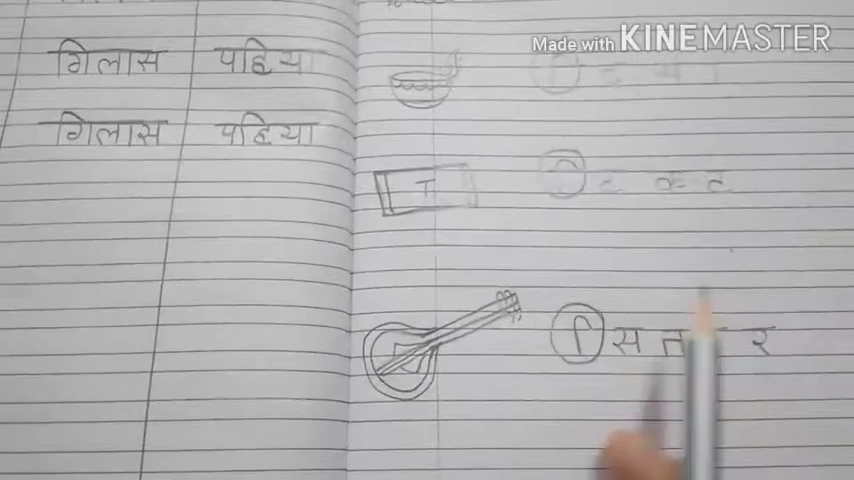 Made with KINEMASTER
गिलास पहिया
गिलास पहिया
T
ि ट क ट
ि स त र